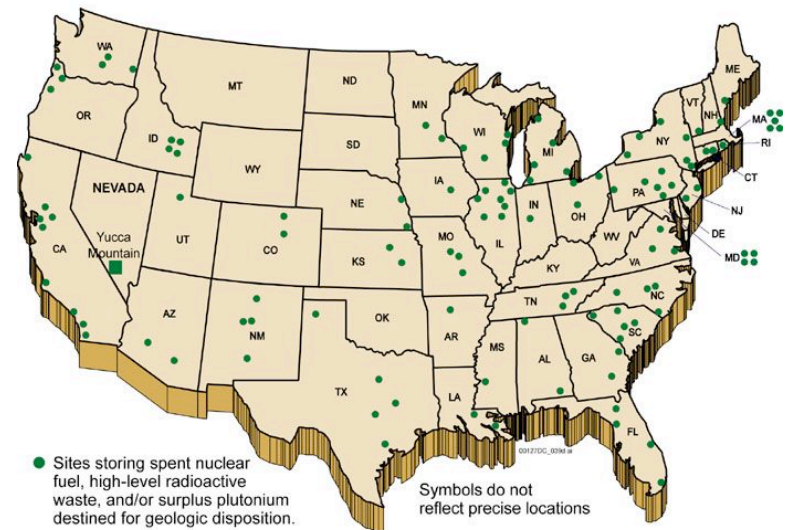 WA
MT
ND
MN
ME
VT
NH
MA
RI
CT
OR
ID
WY
SD
WI
MI
NY
NEVADA
Yucca
Mountain
UT
CO
NE
IA
IL
IN
OH
PA
NJ
DE
MD
WV
VA
CA
AZ
NM
KS
MO
KY
TN
NC
SC
OK
AR
MS
AL
GA
TX
LA
FL
00127DC_039d.ai
Sites storing spent nuclear
fuel, high-level radioactive
waste, and/or surplus plutonium
destined for geologic disposition.
Symbols do not
reflect precise locations